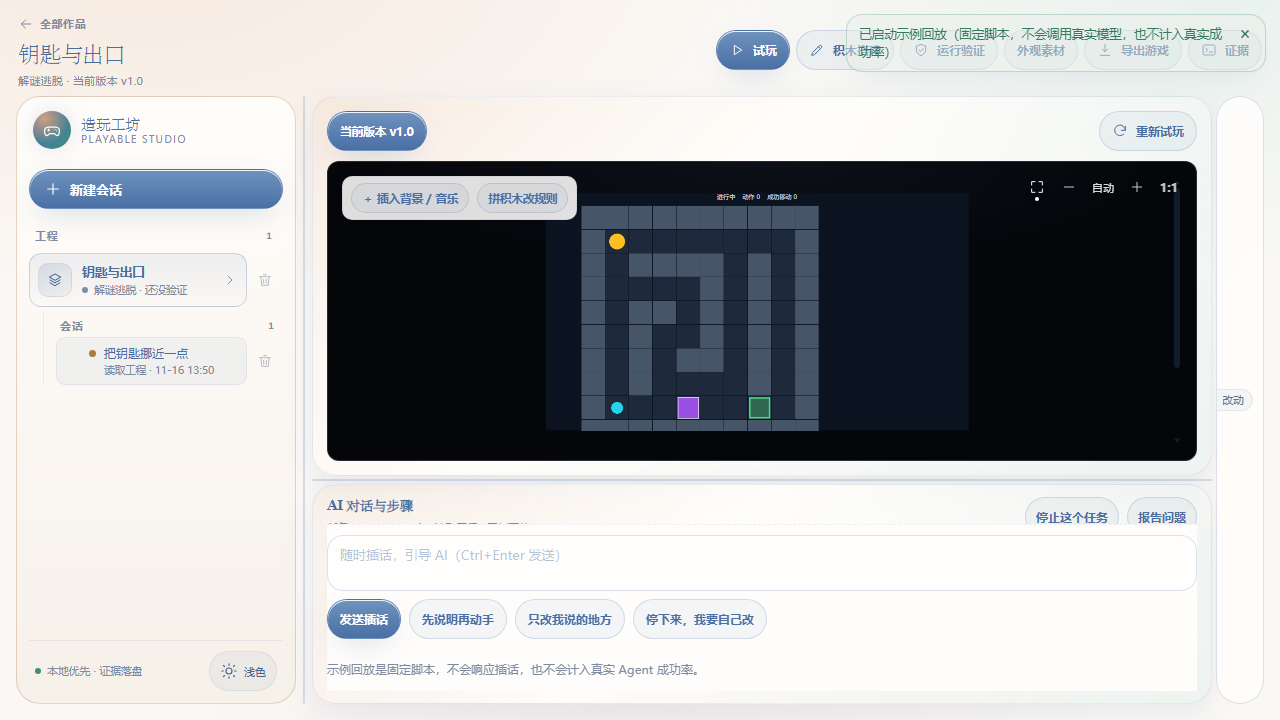 全部作品
钥匙与出口
解谜逃脱 · 当前版本 v1.0
试玩
运行验证
外观素材
导出游戏
证据
已启动示例回放（固定脚本，不会调用真实模型，也不计入真实成功率）
造玩工坊
PLAYABLE STUDIO
新建会话
工程
1
钥匙与出口
解谜逃脱 · 还没验证
会话
1
把钥匙挪近一点
读取工程 · 11-16 13:50
本地优先 · 证据落盘
浅色
当前版本 v1.0
重新试玩
+ 插入背景 / 音乐
拼积木改规则
进行中 动作 0 成功移动 0
自动
1:1
改动
AI 对话与步骤
停止这个任务
报告问题
随时插话，引导 AI（Ctrl+Enter 发送）
发送插话
先说明再动手
只改我说的地方
停下来，我要自己改
示例回放是固定脚本，不会响应插话，也不会计入真实 Agent 成功率。